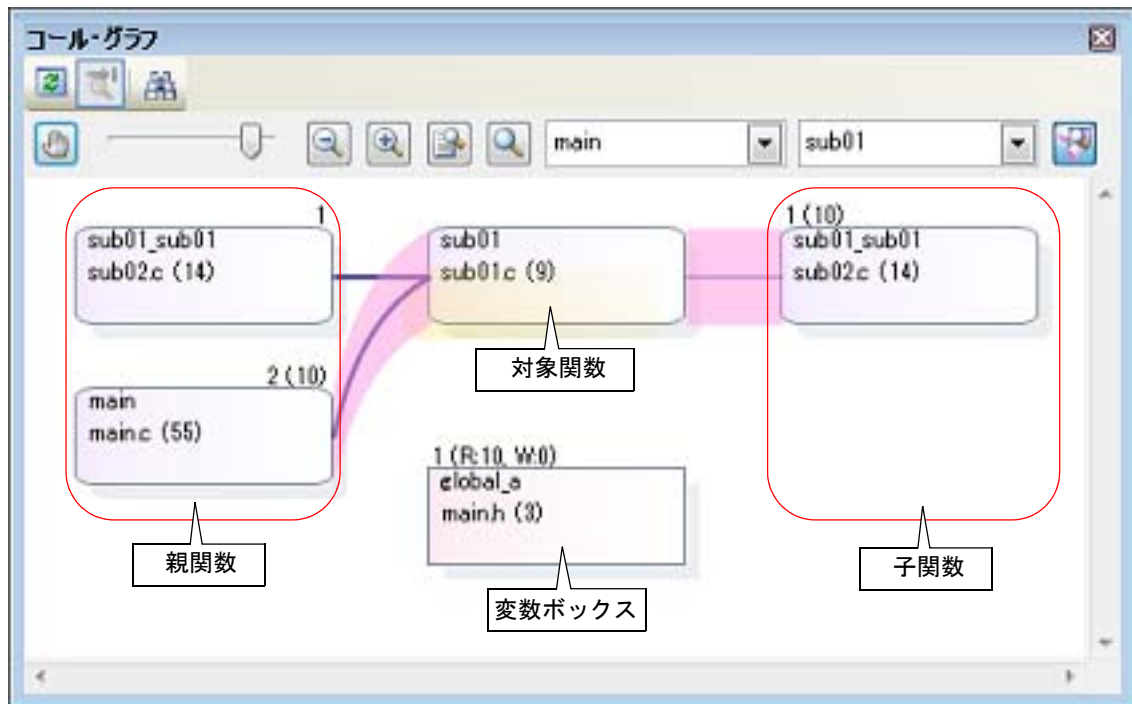 コール・グラフ
main
sub01
1
sub01_sub01
sub02.c (14)
sub01
sub01.c (9)
1 (10)
sub01_sub01
sub02.c (14)
対象関数
2 (10)
main
main.c (55)
1 (R:10, W:0)
global_a
main.h (3)
親関数
変数ボックス
子関数